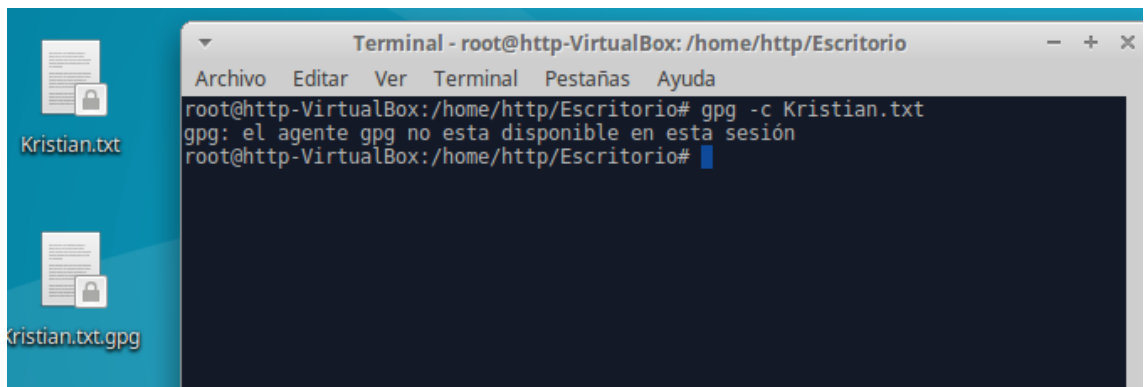 Terminal - root@http-VirtualBox: /home/http/Escritorio
Archivo Editar Ver Terminal Pestañas Ayuda
root@http-VirtualBox:/home/http/Escritorio# gpg -c Kristian.txt
gpg: el agente gpg no esta disponible en esta sesión
root@http-VirtualBox:/home/http/Escritorio#
Kristian.txt
Kristian.txt.gpg